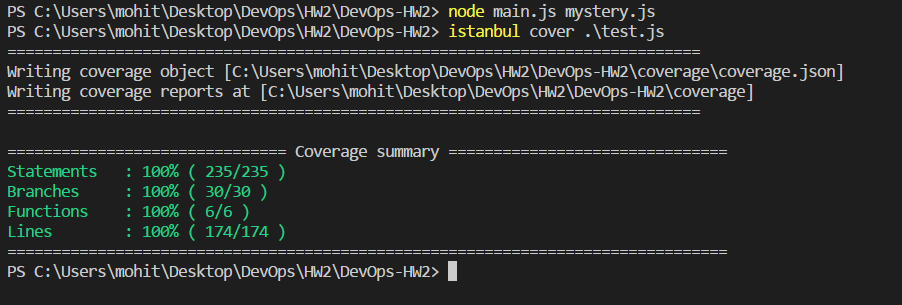 PS C:\Users\mohit\Desktop\DevOps\HW2\DevOps-HW2> node main.js mystery.js
PS C:\Users\mohit\Desktop\DevOps\HW2\DevOps-HW2> istanbul cover .\test.js
=============================================================================
Writing coverage object [C:\Users\mohit\Desktop\DevOps\HW2\DevOps-HW2\coverage\coverage.json]
Writing coverage reports at [C:\Users\mohit\Desktop\DevOps\HW2\DevOps-HW2\coverage]
=============================================================================
=============================== Coverage summary ===============================
Statements   : 100% ( 235/235 )
Branches     : 100% ( 30/30 )
Functions    : 100% ( 6/6 )
Lines        : 100% ( 174/174 )
================================================================================
PS C:\Users\mohit\Desktop\DevOps\HW2\DevOps-HW2>